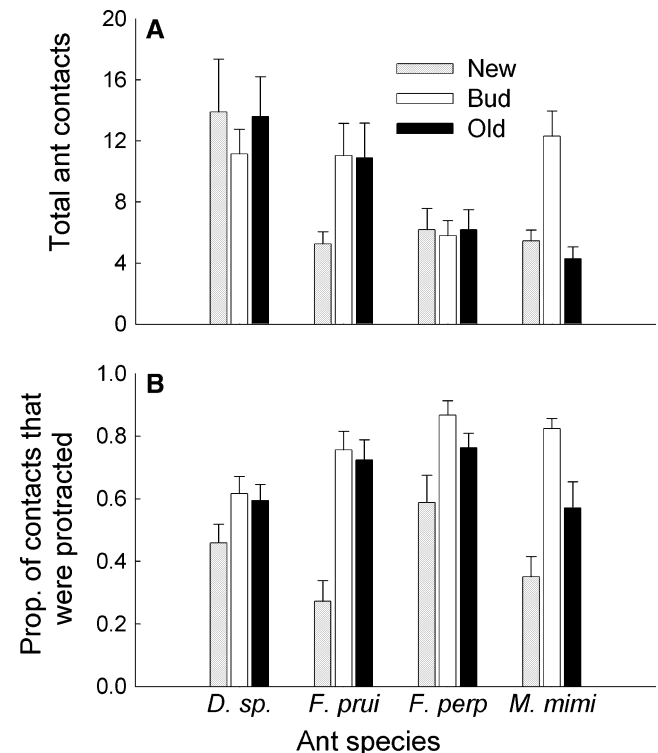 A
20
16
12
8
4
0
Total ant contacts
New
Bud
Old
B
1.0
0.8
0.6
0.4
0.2
0.0
Prop. of contacts that
were protracted
D. sp.
F. prui
F. perp
M. mimi
Ant species